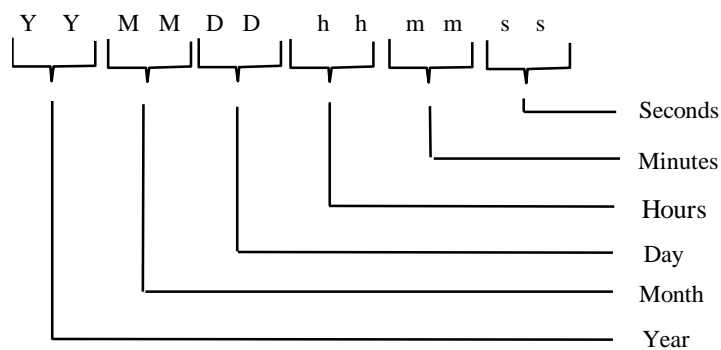 Y Y M M D D h h m m s s
Seconds
Minutes
Hours
Day
Month
Year